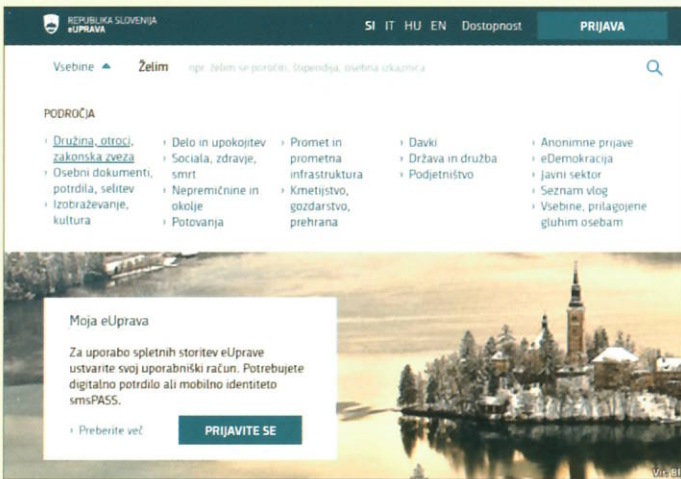 REPUBLIKA SLOVENIJA
eUPRAVA
SI IT HU EN Dostopnost PRIJAVA
Vsebine Želim npr. želim se poročiti, štipendija, osebna izkaznica
PODROČJA
Družina, otroci,
zakonska zveza
Osebni dokumenti,
potrdila, selitev
Izobraževanje,
kultura
Delo in upokojitev
Sociala, zdravje,
smrt
Nepremičnine in
okolje
Potovanja
Promet in
prometna
infrastruktura
Kmetijstvo,
gozdarstvo,
prehrana
Davki
Država in družba
Podjetništvo
Anonimne prijave
eDemokracija
Javni sektor
Seznam vlog
Vsebine, prilagojene
gluhim osebam
Moja eUprava
Za uporabo spletnih storitev eUprave
ustvarite svoj uporabniški račun. Potrebujete
digitalno potrdilo ali mobilno identiteto
smsPASS.
Preberite več
PRIJAVITE SE
Vir: